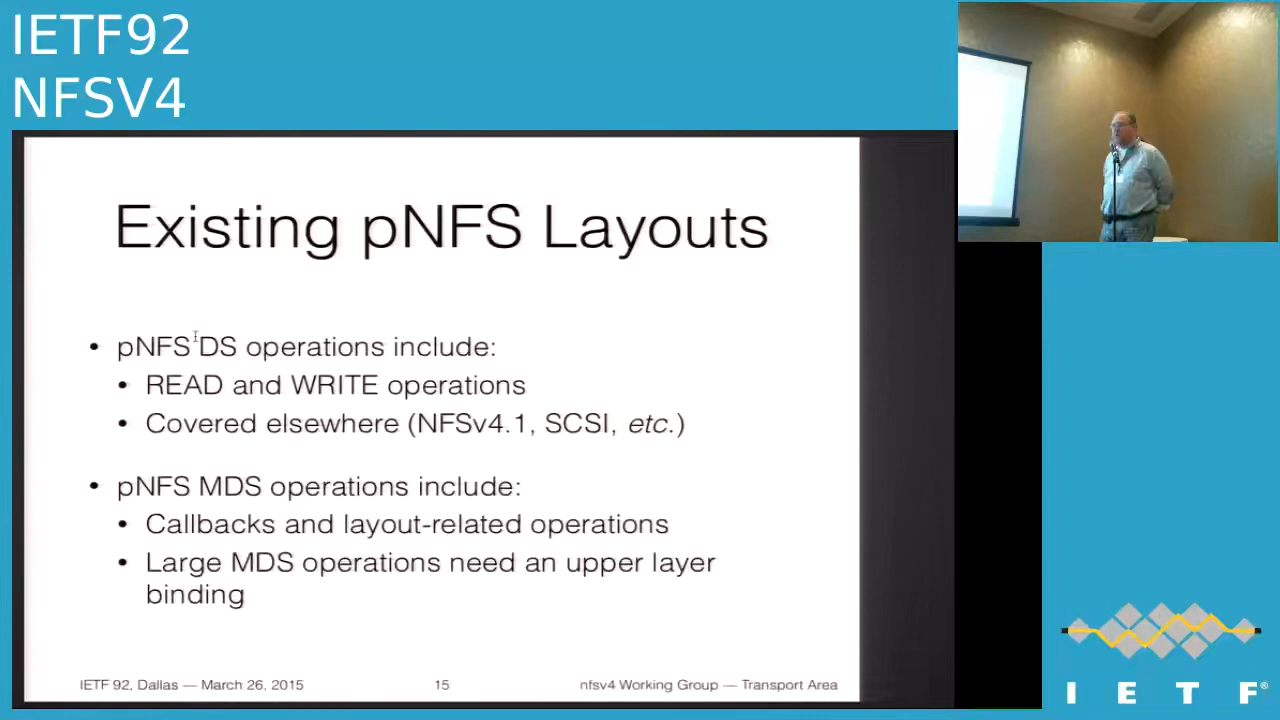 IETF92
NFSV4
Existing pNFS Layouts
• pNFS DS operations include:
• READ and WRITE operations
• Covered elsewhere (NFSv4.1, SCSI, etc.)
• pNFS MDS operations include:
• Callbacks and layout-related operations
• Large MDS operations need an upper layer
binding
IETF 92, Dallas — March 26, 2015 15 nfsv4 Working Group — Transport Area
I E T F®